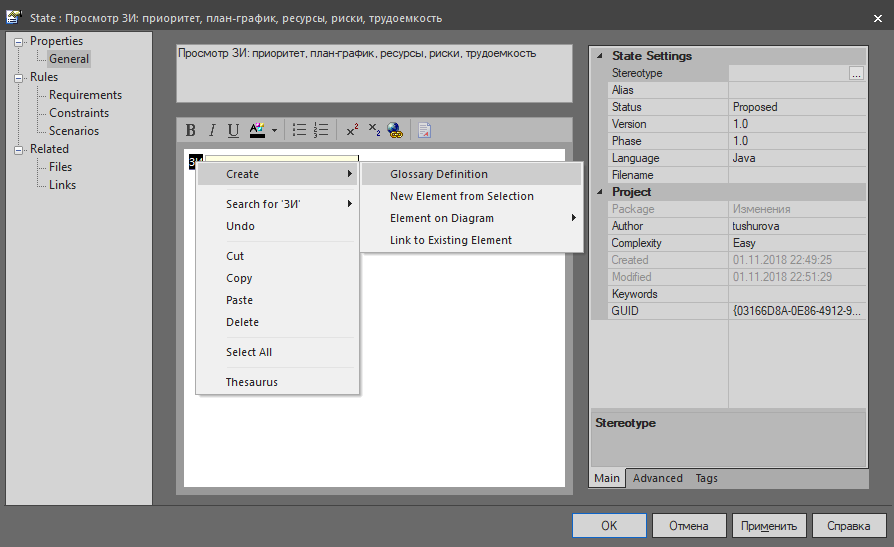 State : Просмотр ЗИ: приоритет, план-график, ресурсы, риски, трудоемкость
Properties
General
Rules
Requirements
Constraints
Scenarios
Related
Files
Links
Просмотр ЗИ: приоритет, план-график, ресурсы, риски, трудоемкость
B I U A x² x₂
ЗИ
Create
Search for 'ЗИ'
Undo
Cut
Copy
Paste
Delete
Select All
Thesaurus
Glossary Definition
New Element from Selection
Element on Diagram
Link to Existing Element
State Settings
Stereotype ...
Alias
Status Proposed
Version 1.0
Phase 1.0
Language Java
Filename
Project
Package Изменения
Author tushurova
Complexity Easy
Created 01.11.2018 22:49:25
Modified 01.11.2018 22:51:29
Keywords
GUID {03166D8A-0E86-4912-9...
Stereotype
Main Advanced Tags
OK Отмена Применить Справка